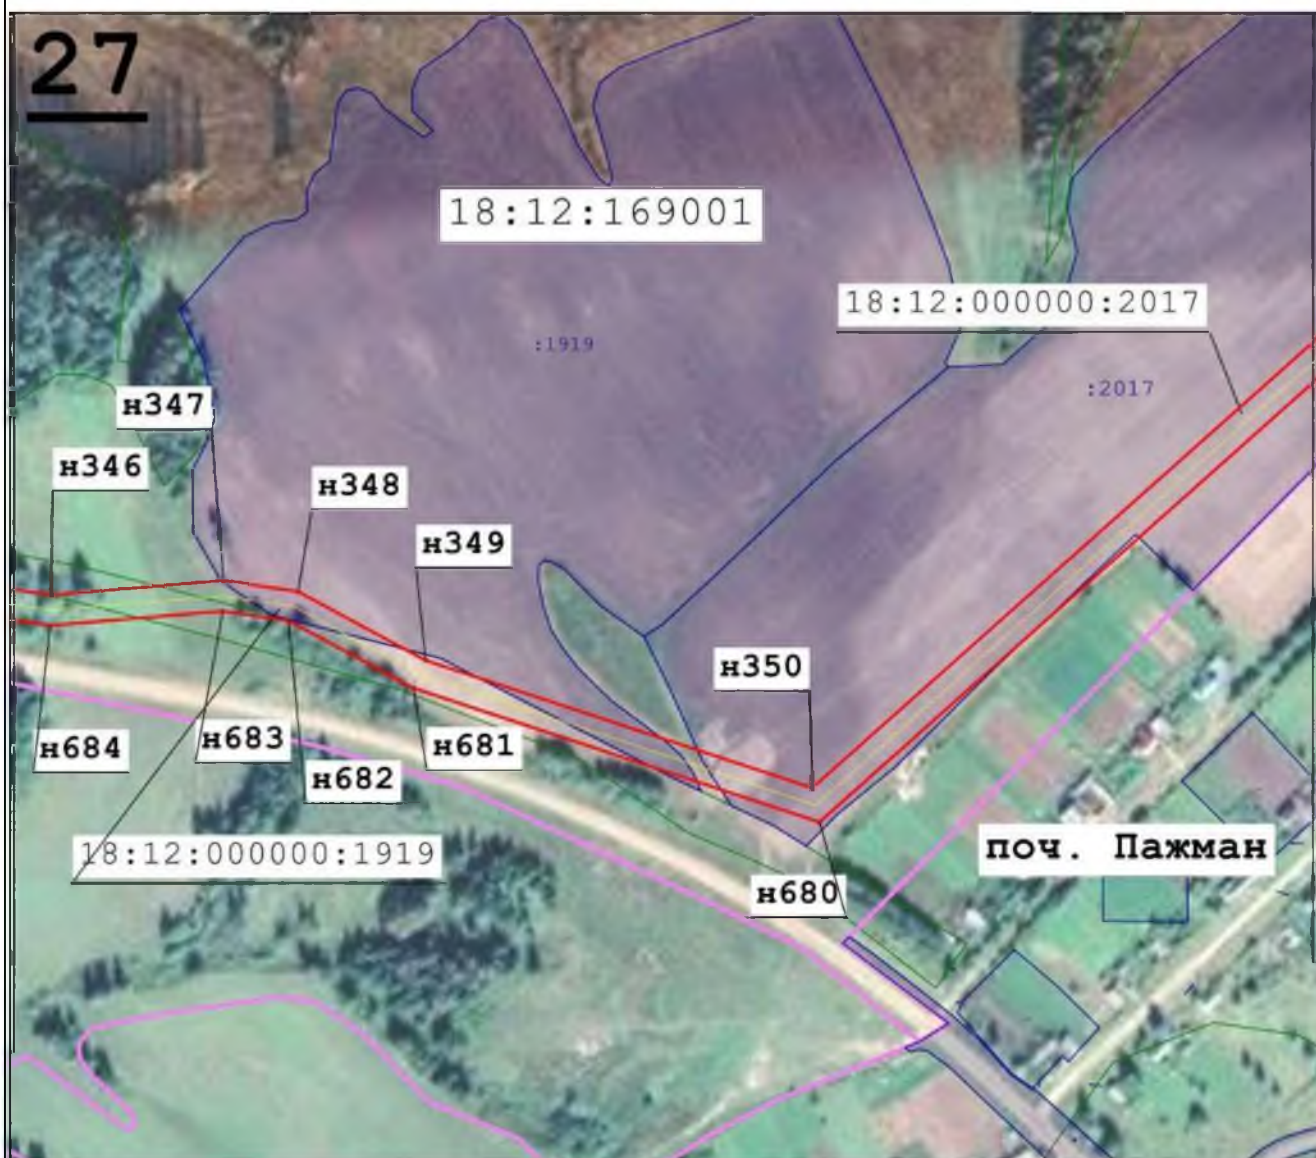 27
18:12:169001
18:12:000000:2017
:1919
:2017
н347
н346
н348
н349
н350
н684
н683
н681
н682
18:12:000000:1919
поч. Пажман
н680